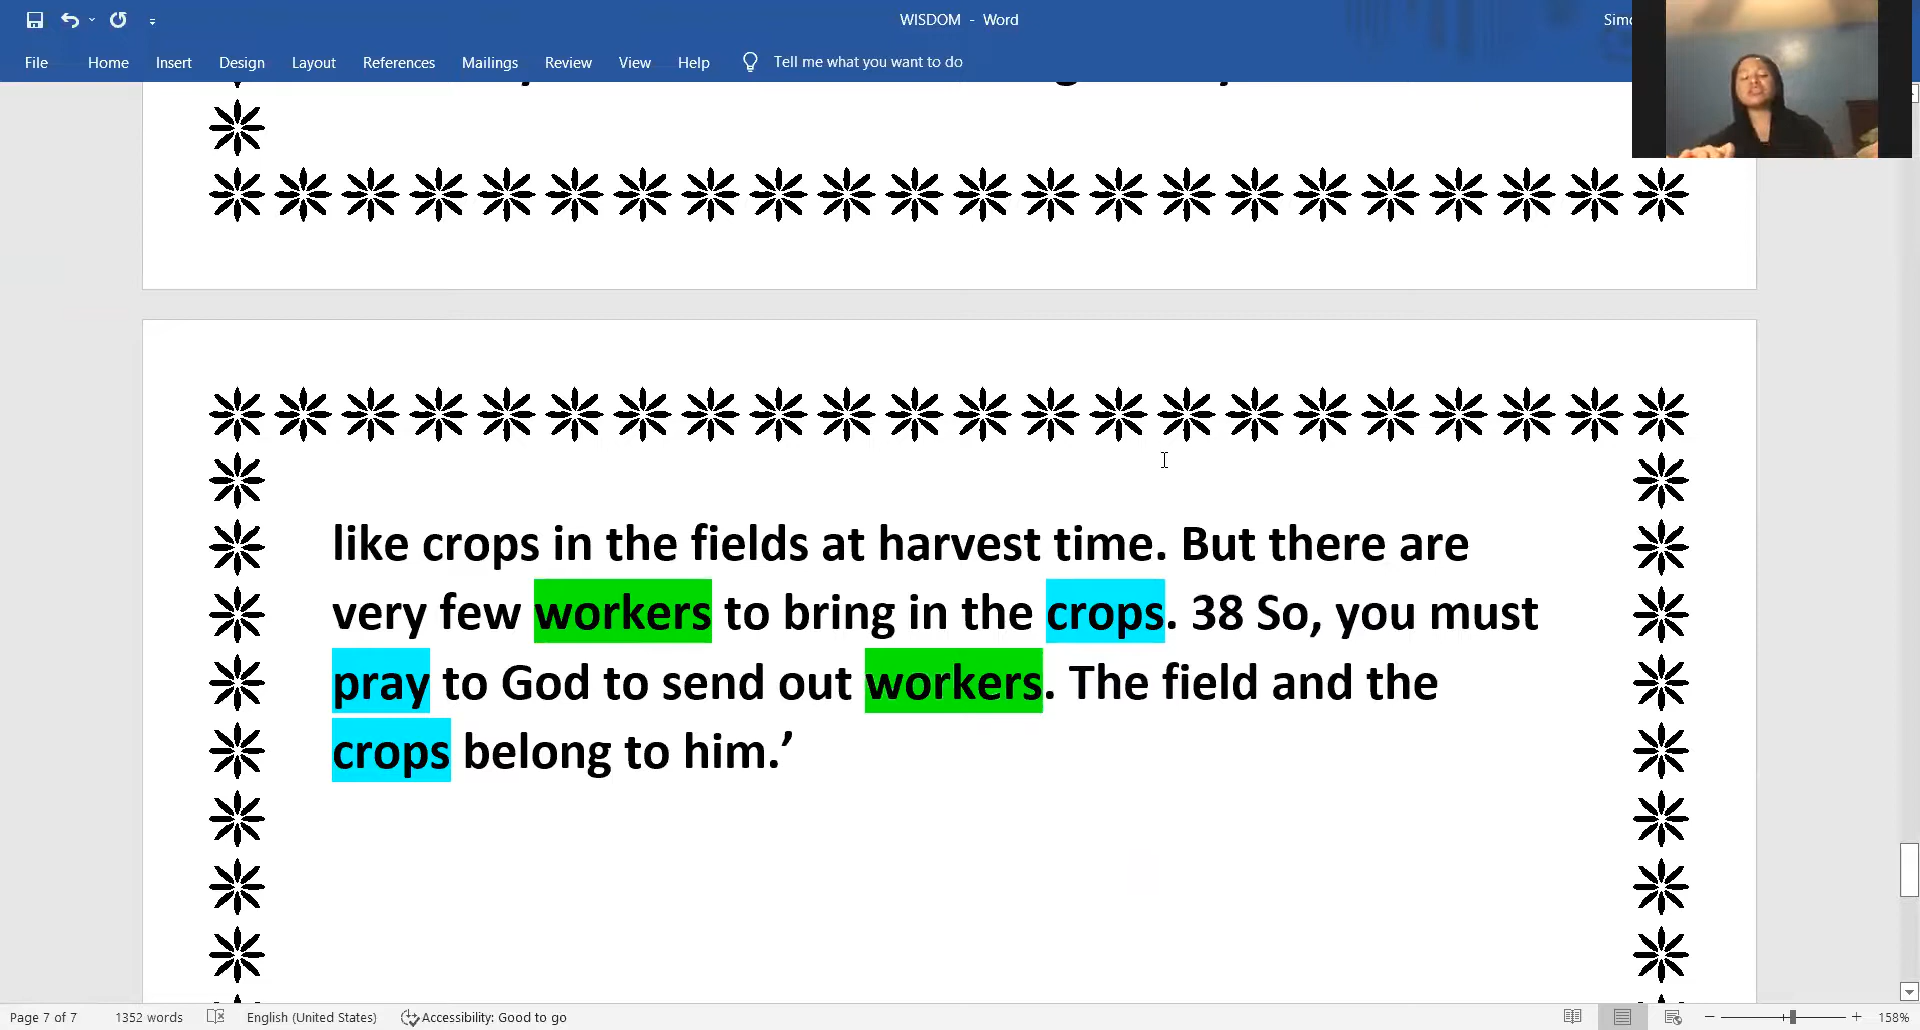 WISDOM - Word
File Home Insert Design Layout References Mailings Review View Help Tell me what you want to do
like crops in the fields at harvest time. But there are
very few workers to bring in the crops. 38 So, you must
pray to God to send out workers. The field and the
crops belong to him.’
Page 7 of 7 1352 words English (United States) Accessibility: Good to go 158%